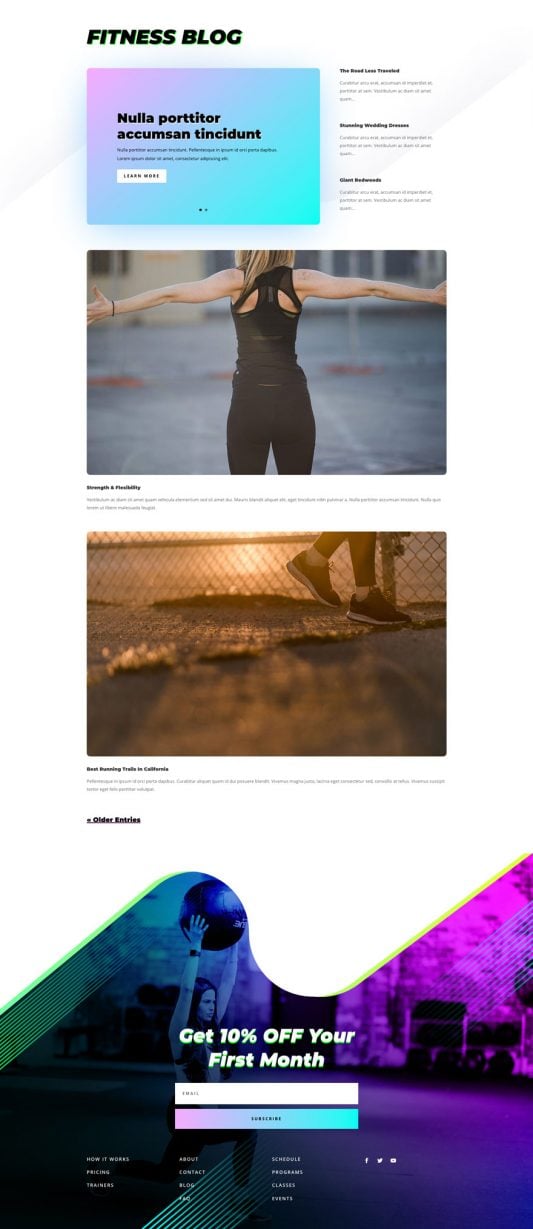 FITNESS BLOG
Nulla porttitor
accumsan tincidunt
Nulla porttitor accumsan tincidunt. Pellentesque in ipsum id orci porta dapibus.
Lorem ipsum dolor sit amet, consectetur adipiscing elit.
LEARN MORE
The Road Less Traveled
Curabitur arcu erat, accumsan id imperdiet et,
porttitor at sem. Vestibulum ac diam sit amet
quam...
Stunning Wedding Dresses
Curabitur arcu erat, accumsan id imperdiet et,
porttitor at sem. Vestibulum ac diam sit amet
quam...
Giant Redwoods
Curabitur arcu erat, accumsan id imperdiet et,
porttitor at sem. Vestibulum ac diam sit amet
quam...
Strength & Flexibility
Vestibulum ac diam sit amet quam vehicula elementum sed sit amet dui. Mauris blandit aliquet elit, eget tincidunt nibh pulvinar a. Nulla porttitor accumsan tincidunt. Nulla quis
lorem ut libero malesuada feugiat.
Best Running Trails in California
Pellentesque in ipsum id orci porta dapibus. Curabitur aliquet quam id dui posuere blandit. Vivamus magna justo, lacinia eget consectetur sed, convallis at tellus. Vivamus suscipit
tortor eget felis porttitor volutpat.
« Older Entries
Get 10% OFF Your
First Month
EMAIL
SUBSCRIBE
HOW IT WORKS
PRICING
TRAINERS
ABOUT
CONTACT
BLOG
FAQ
SCHEDULE
PROGRAMS
CLASSES
EVENTS